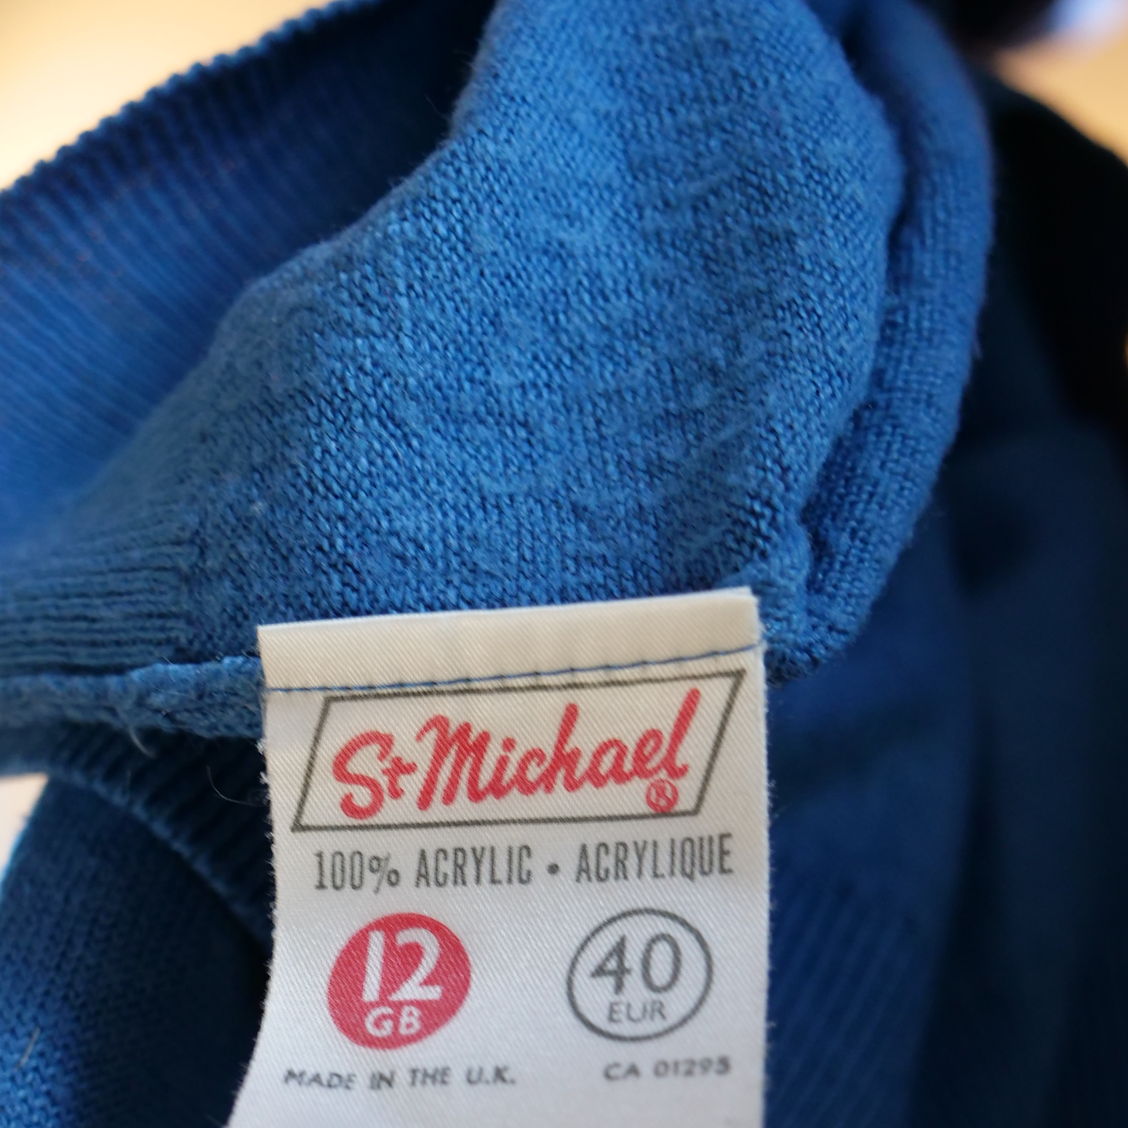 St Michael ®
100% ACRYLIC • ACRYLIQUE
12 GB
40 EUR
MADE IN THE U.K.
CA 01295